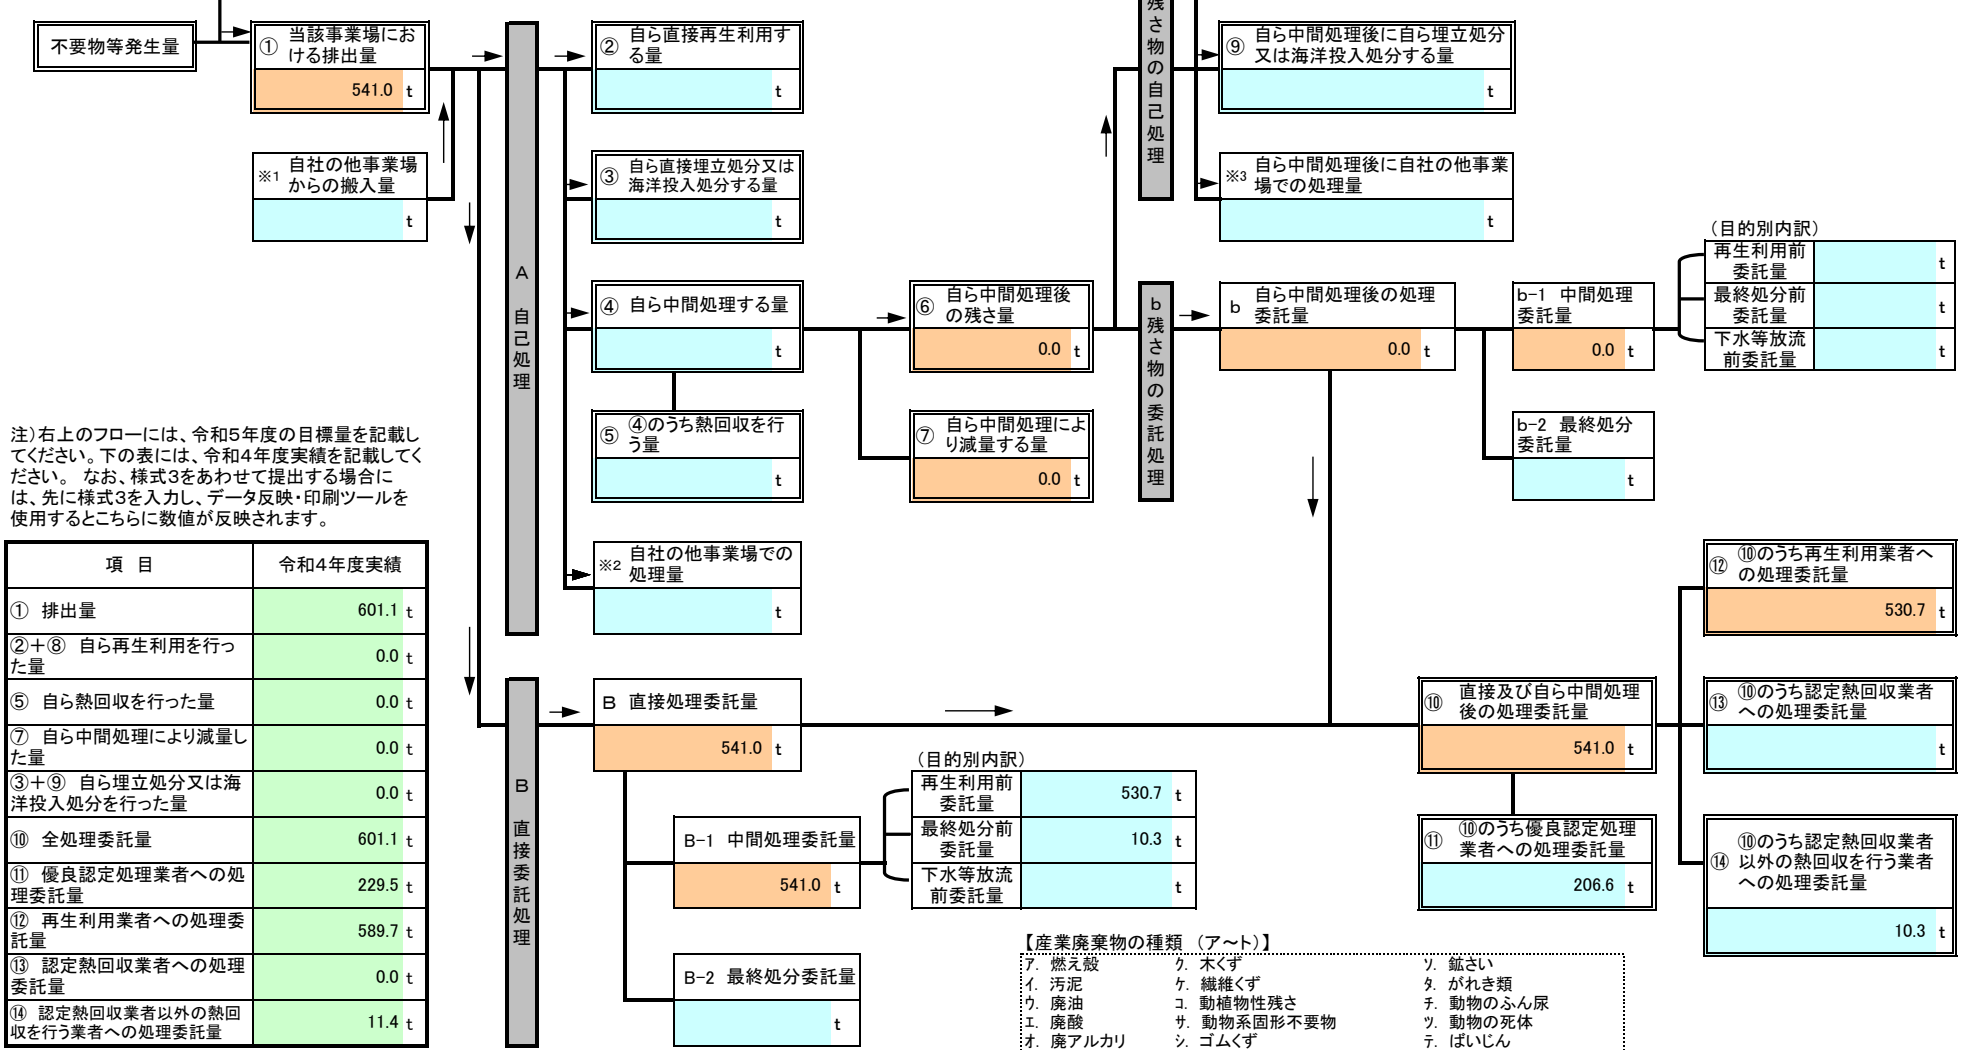 不要物等発生量
① 当該事業場にお
ける排出量
541.0 t
※1 自社の他事業場
からの搬入量
t
A 自己処理
② 自ら直接再生利用す
る量
t
③ 自ら直接埋立処分又は
海洋投入処分する量
t
④ 自ら中間処理する量
t
⑤ ④のうち熱回収を行
う量
t
※2 自社の他事業場での
処理量
t
⑥ 自ら中間処理後
の残さ量
0.0 t
⑦ 自ら中間処理によ
り減量する量
0.0 t
残さ物の自己処理
⑨ 自ら中間処理後に自ら埋立処分
又は海洋投入処分する量
t
※3 自ら中間処理後に自社の他事業
場での処理量
t
b 残さ物の委託処理
b 自ら中間処理後の処理
委託量
0.0 t
b-1 中間処理
委託量
0.0 t
b-2 最終処分
委託量
t
(目的別内訳)
再生利用前
委託量
t
最終処分前
委託量
t
下水等放流
前委託量
t
注)右上のフローには、令和5年度の目標量を記載し
てください。下の表には、令和4年度実績を記載してく
ださい。 なお、様式3をあわせて提出する場合に
は、先に様式3を入力し、データ反映・印刷ツールを
使用するとこちらに数値が反映されます。
項 目 令和4年度実績
① 排出量 601.1 t
②+⑧ 自ら再生利用を行っ
た量 0.0 t
⑤ 自ら熱回収を行った量 0.0 t
⑦ 自ら中間処理により減量し
た量 0.0 t
③+⑨ 自ら埋立処分又は海
洋投入処分を行った量 0.0 t
⑩ 全処理委託量 601.1 t
⑪ 優良認定処理業者への処
理委託量 229.5 t
⑫ 再生利用業者への処理委
託量 589.7 t
⑬ 認定熱回収業者への処理
委託量 0.0 t
⑭ 認定熱回収業者以外の熱回
収を行う業者への処理委託量 11.4 t
B 直接委託処理
B 直接処理委託量
541.0 t
B-1 中間処理委託量
541.0 t
B-2 最終処分委託量
t
(目的別内訳)
再生利用前
委託量
530.7 t
最終処分前
委託量
10.3 t
下水等放流
前委託量
t
⑩ 直接及び自ら中間処理
後の処理委託量
541.0 t
⑪ ⑩のうち優良認定処理
業者への処理委託量
206.6 t
⑫ ⑩のうち再生利用業者へ
の処理委託量
530.7 t
⑬ ⑩のうち認定熱回収業者
への処理委託量
t
⑭ ⑩のうち認定熱回収業者
以外の熱回収を行う業者
への処理委託量
10.3 t
【産業廃棄物の種類 (ア~ト)】
ア. 燃え殻 ク. 木くず ソ. 鉱さい
イ. 汚泥 ケ. 繊維くず タ. がれき類
ウ. 廃油 コ. 動植物性残さ チ. 動物のふん尿
エ. 廃酸 サ. 動物系固形不要物 ツ. 動物の死体
オ. 廃アルカリ シ. ゴムくず テ. ばいじん